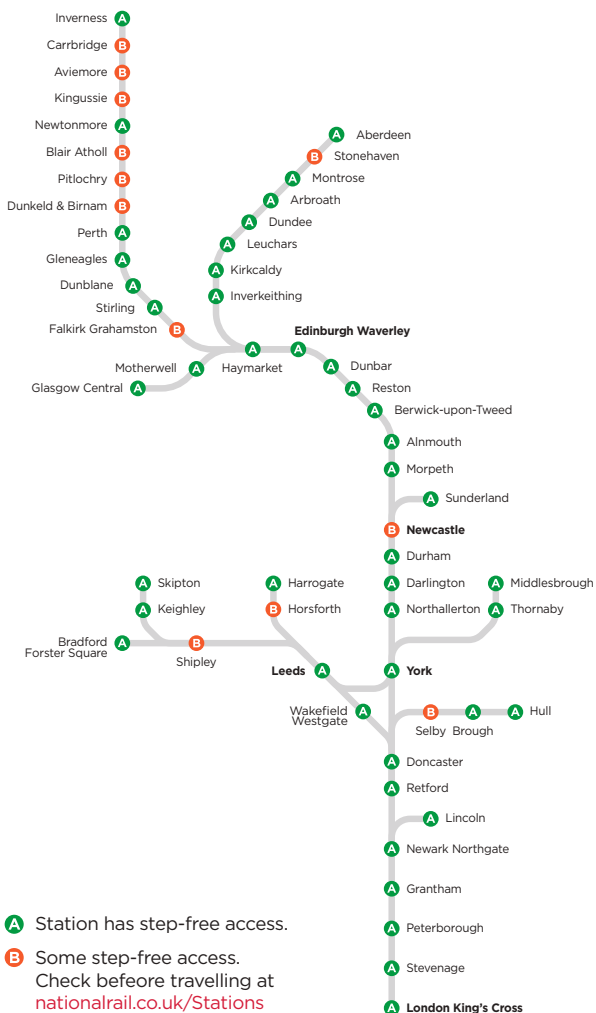 Inverness A
Carrbridge B
Aviemore B
Kingussie B
Newtonmore A
Blair Atholl B
Pitlochry B
Dunkeld & Birnam B
Perth A
Gleneagles A
Dunblane A
Stirling A
Falkirk Grahamston B
A Aberdeen
B Stonehaven
A Montrose
A Arbroath
A Dundee
A Leuchars
A Kirkcaldy
A Inverkeithing
Motherwell A
Glasgow Central A
A Haymarket
A Edinburgh Waverley
A Dunbar
A Reston
A Berwick-upon-Tweed
A Alnmouth
A Morpeth
A Sunderland
B Newcastle
A Durham
A Darlington
A Northallerton
A Middlesbrough
A Thornaby
A Skipton
A Keighley
Bradford
Forster Square A
B Shipley
A Harrogate
B Horsforth
Leeds A
A York
Wakefield
Westgate A
B Selby
A Brough
A Hull
A Doncaster
A Retford
A Lincoln
A Newark Northgate
A Grantham
A Peterborough
A Stevenage
A London King's Cross
A Station has step-free access.
B Some step-free access.
Check befeore travelling at
nationalrail.co.uk/Stations